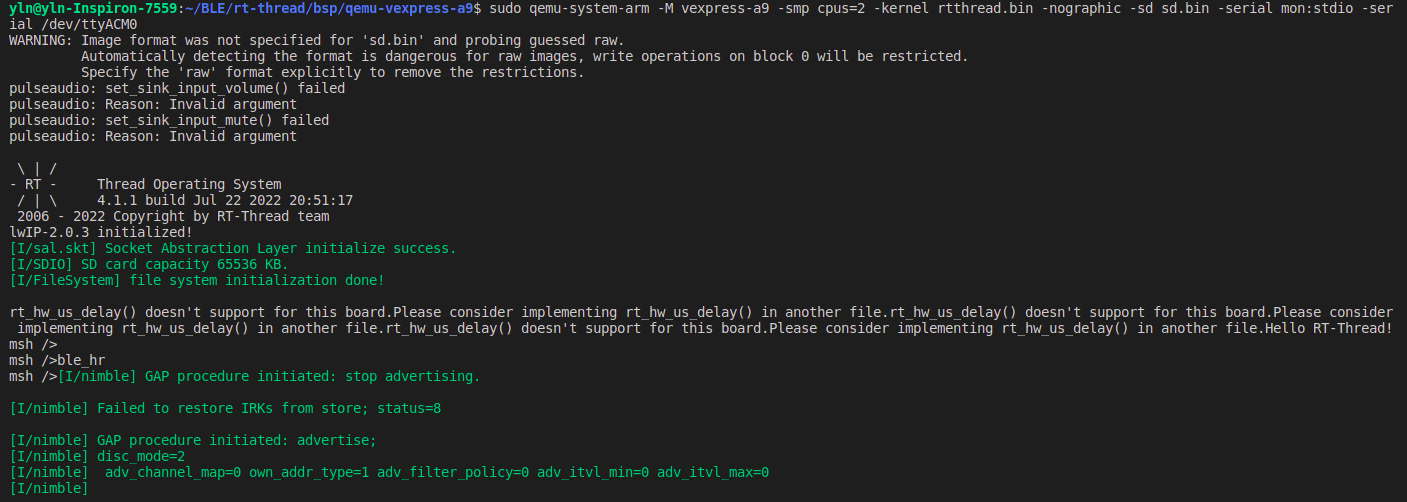 yln@yln-Inspiron-7559:~/BLE/rt-thread/bsp/qemu-vexpress-a9$ sudo qemu-system-arm -M vexpress-a9 -smp cpus=2 -kernel rtthread.bin -nographic -sd sd.bin -serial mon:stdio -ser
ial /dev/ttyACM0
WARNING: Image format was not specified for 'sd.bin' and probing guessed raw.
         Automatically detecting the format is dangerous for raw images, write operations on block 0 will be restricted.
         Specify the 'raw' format explicitly to remove the restrictions.
pulseaudio: set_sink_input_volume() failed
pulseaudio: Reason: Invalid argument
pulseaudio: set_sink_input_mute() failed
pulseaudio: Reason: Invalid argument
 \ | /
- RT -     Thread Operating System
 / | \     4.1.1 build Jul 22 2022 20:51:17
 2006 - 2022 Copyright by RT-Thread team
lwIP-2.0.3 initialized!
[I/sal.skt] Socket Abstraction Layer initialize success.
[I/SDIO] SD card capacity 65536 KB.
[I/FileSystem] file system initialization done!
rt_hw_us_delay() doesn't support for this board.Please consider implementing rt_hw_us_delay() in another file.rt_hw_us_delay() doesn't support for this board.Please consider
 implementing rt_hw_us_delay() in another file.rt_hw_us_delay() doesn't support for this board.Please consider implementing rt_hw_us_delay() in another file.Hello RT-Thread!
msh />
msh />ble_hr
msh />[I/nimble] GAP procedure initiated: stop advertising.
[I/nimble] Failed to restore IRKs from store; status=8
[I/nimble] GAP procedure initiated: advertise;
[I/nimble] disc_mode=2
[I/nimble]  adv_channel_map=0 own_addr_type=1 adv_filter_policy=0 adv_itvl_min=0 adv_itvl_max=0
[I/nimble]